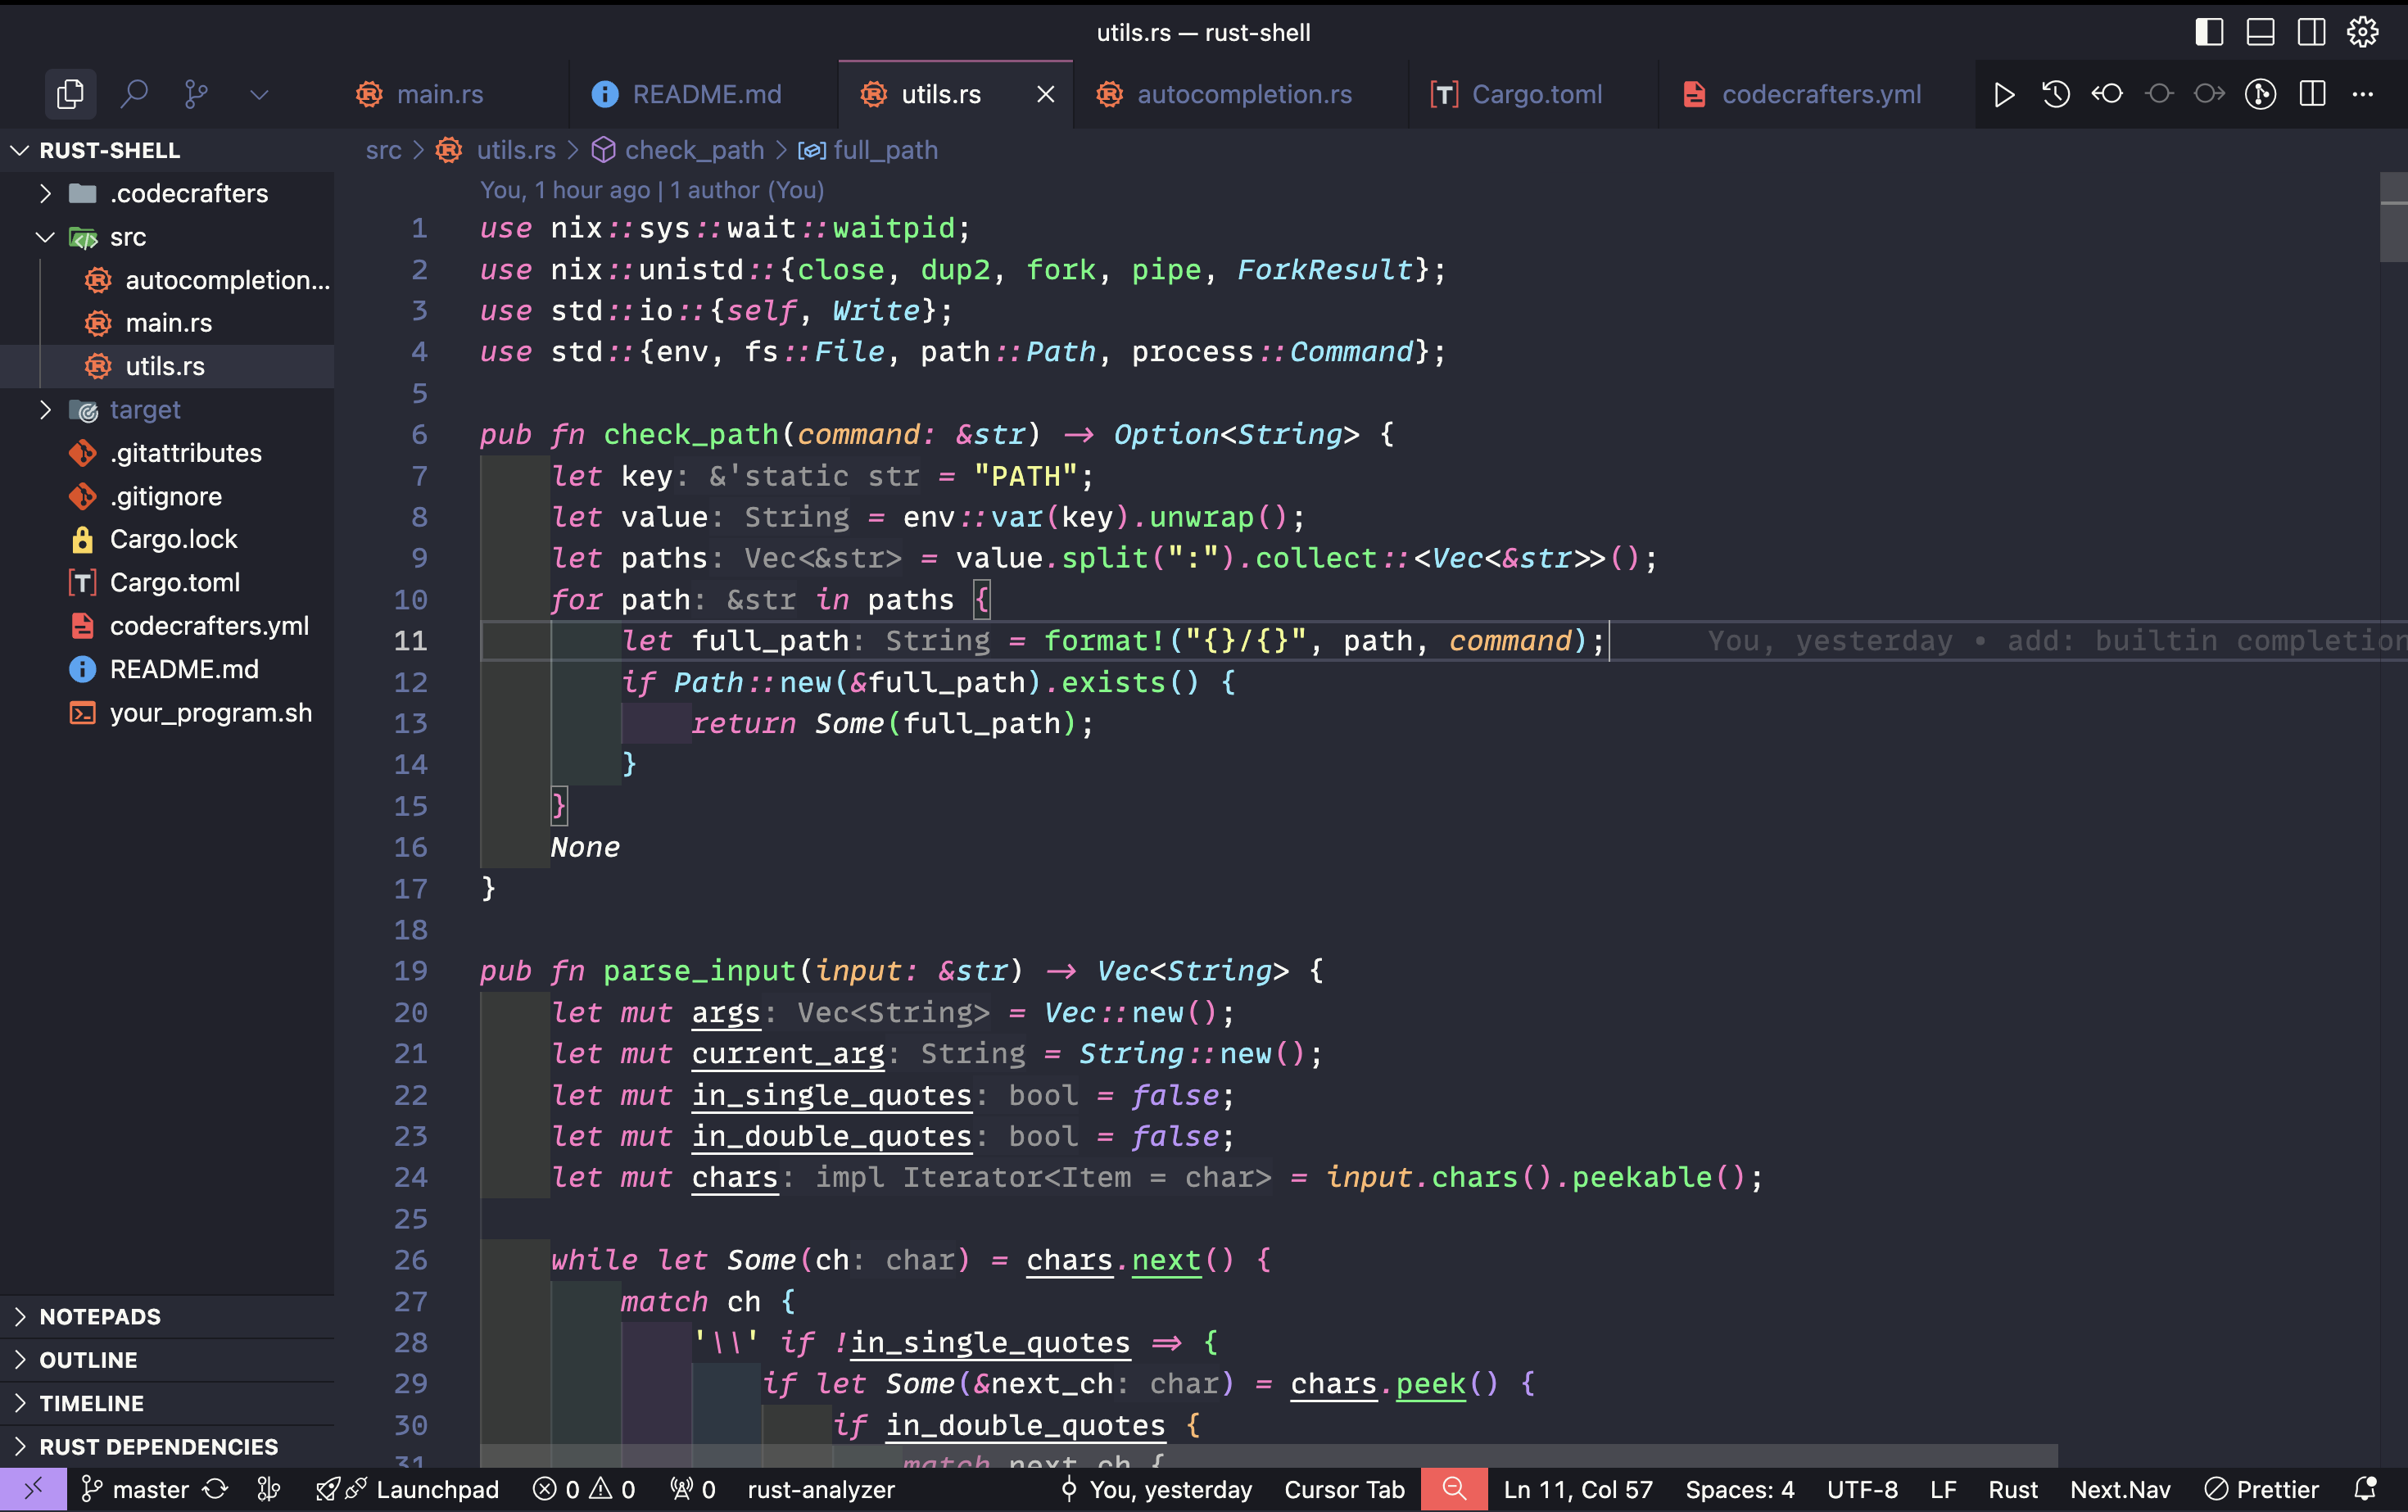 utils.rs — rust-shell
main.rs
README.md
utils.rs
autocompletion.rs
Cargo.toml
codecrafters.yml
RUST-SHELL
.codecrafters
src
autocompletion...
main.rs
utils.rs
target
.gitattributes
.gitignore
Cargo.lock
Cargo.toml
codecrafters.yml
README.md
your_program.sh
NOTEPADS
OUTLINE
TIMELINE
RUST DEPENDENCIES
src > utils.rs > check_path > full_path
You, 1 hour ago | 1 author (You)
1 use nix::sys::wait::waitpid;
2 use nix::unistd::{close, dup2, fork, pipe, ForkResult};
3 use std::io::{self, Write};
4 use std::{env, fs::File, path::Path, process::Command};
5
6 pub fn check_path(command: &str) -> Option<String> {
7 let key: &'static str = "PATH";
8 let value: String = env::var(key).unwrap();
9 let paths: Vec<&str> = value.split(":").collect::<Vec<&str>>();
10 for path: &str in paths {
11 let full_path: String = format!("{}/{}", path, command); You, yesterday • add: builtin completion
12 if Path::new(&full_path).exists() {
13 return Some(full_path);
14 }
15 }
16 None
17 }
18
19 pub fn parse_input(input: &str) -> Vec<String> {
20 let mut args: Vec<String> = Vec::new();
21 let mut current_arg: String = String::new();
22 let mut in_single_quotes: bool = false;
23 let mut in_double_quotes: bool = false;
24 let mut chars: impl Iterator<Item = char> = input.chars().peekable();
25
26 while let Some(ch: char) = chars.next() {
27 match ch {
28 '\\' if !in_single_quotes => {
29 if let Some(&next_ch: char) = chars.peek() {
30 if in_double_quotes {
31 match next_ch {
master Launchpad 0 0 0 rust-analyzer You, yesterday Cursor Tab Ln 11, Col 57 Spaces: 4 UTF-8 LF Rust Next.Nav Prettier